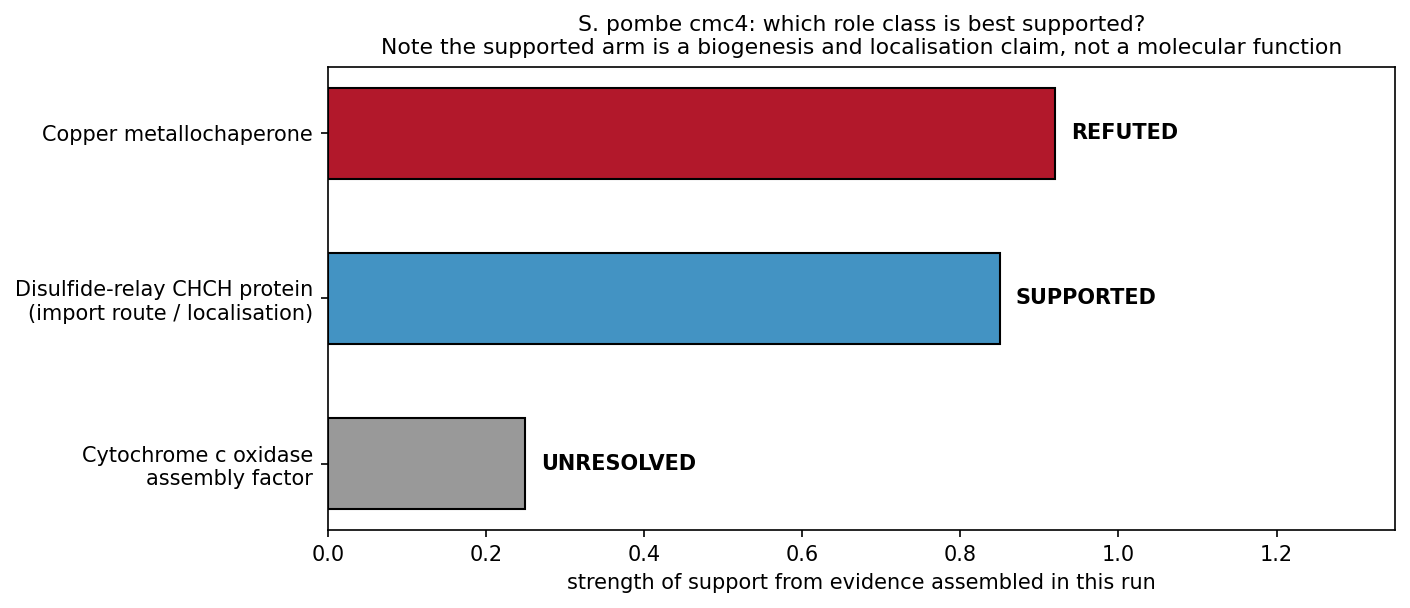 S. pombe cmc4: which role class is best supported?
Note the supported arm is a biogenesis and localisation claim, not a molecular function
Copper metallochaperone
REFUTED
Disulfide-relay CHCH protein
(import route / localisation)
SUPPORTED
Cytochrome c oxidase
assembly factor
UNRESOLVED
0.0 0.2 0.4 0.6 0.8 1.0 1.2
strength of support from evidence assembled in this run